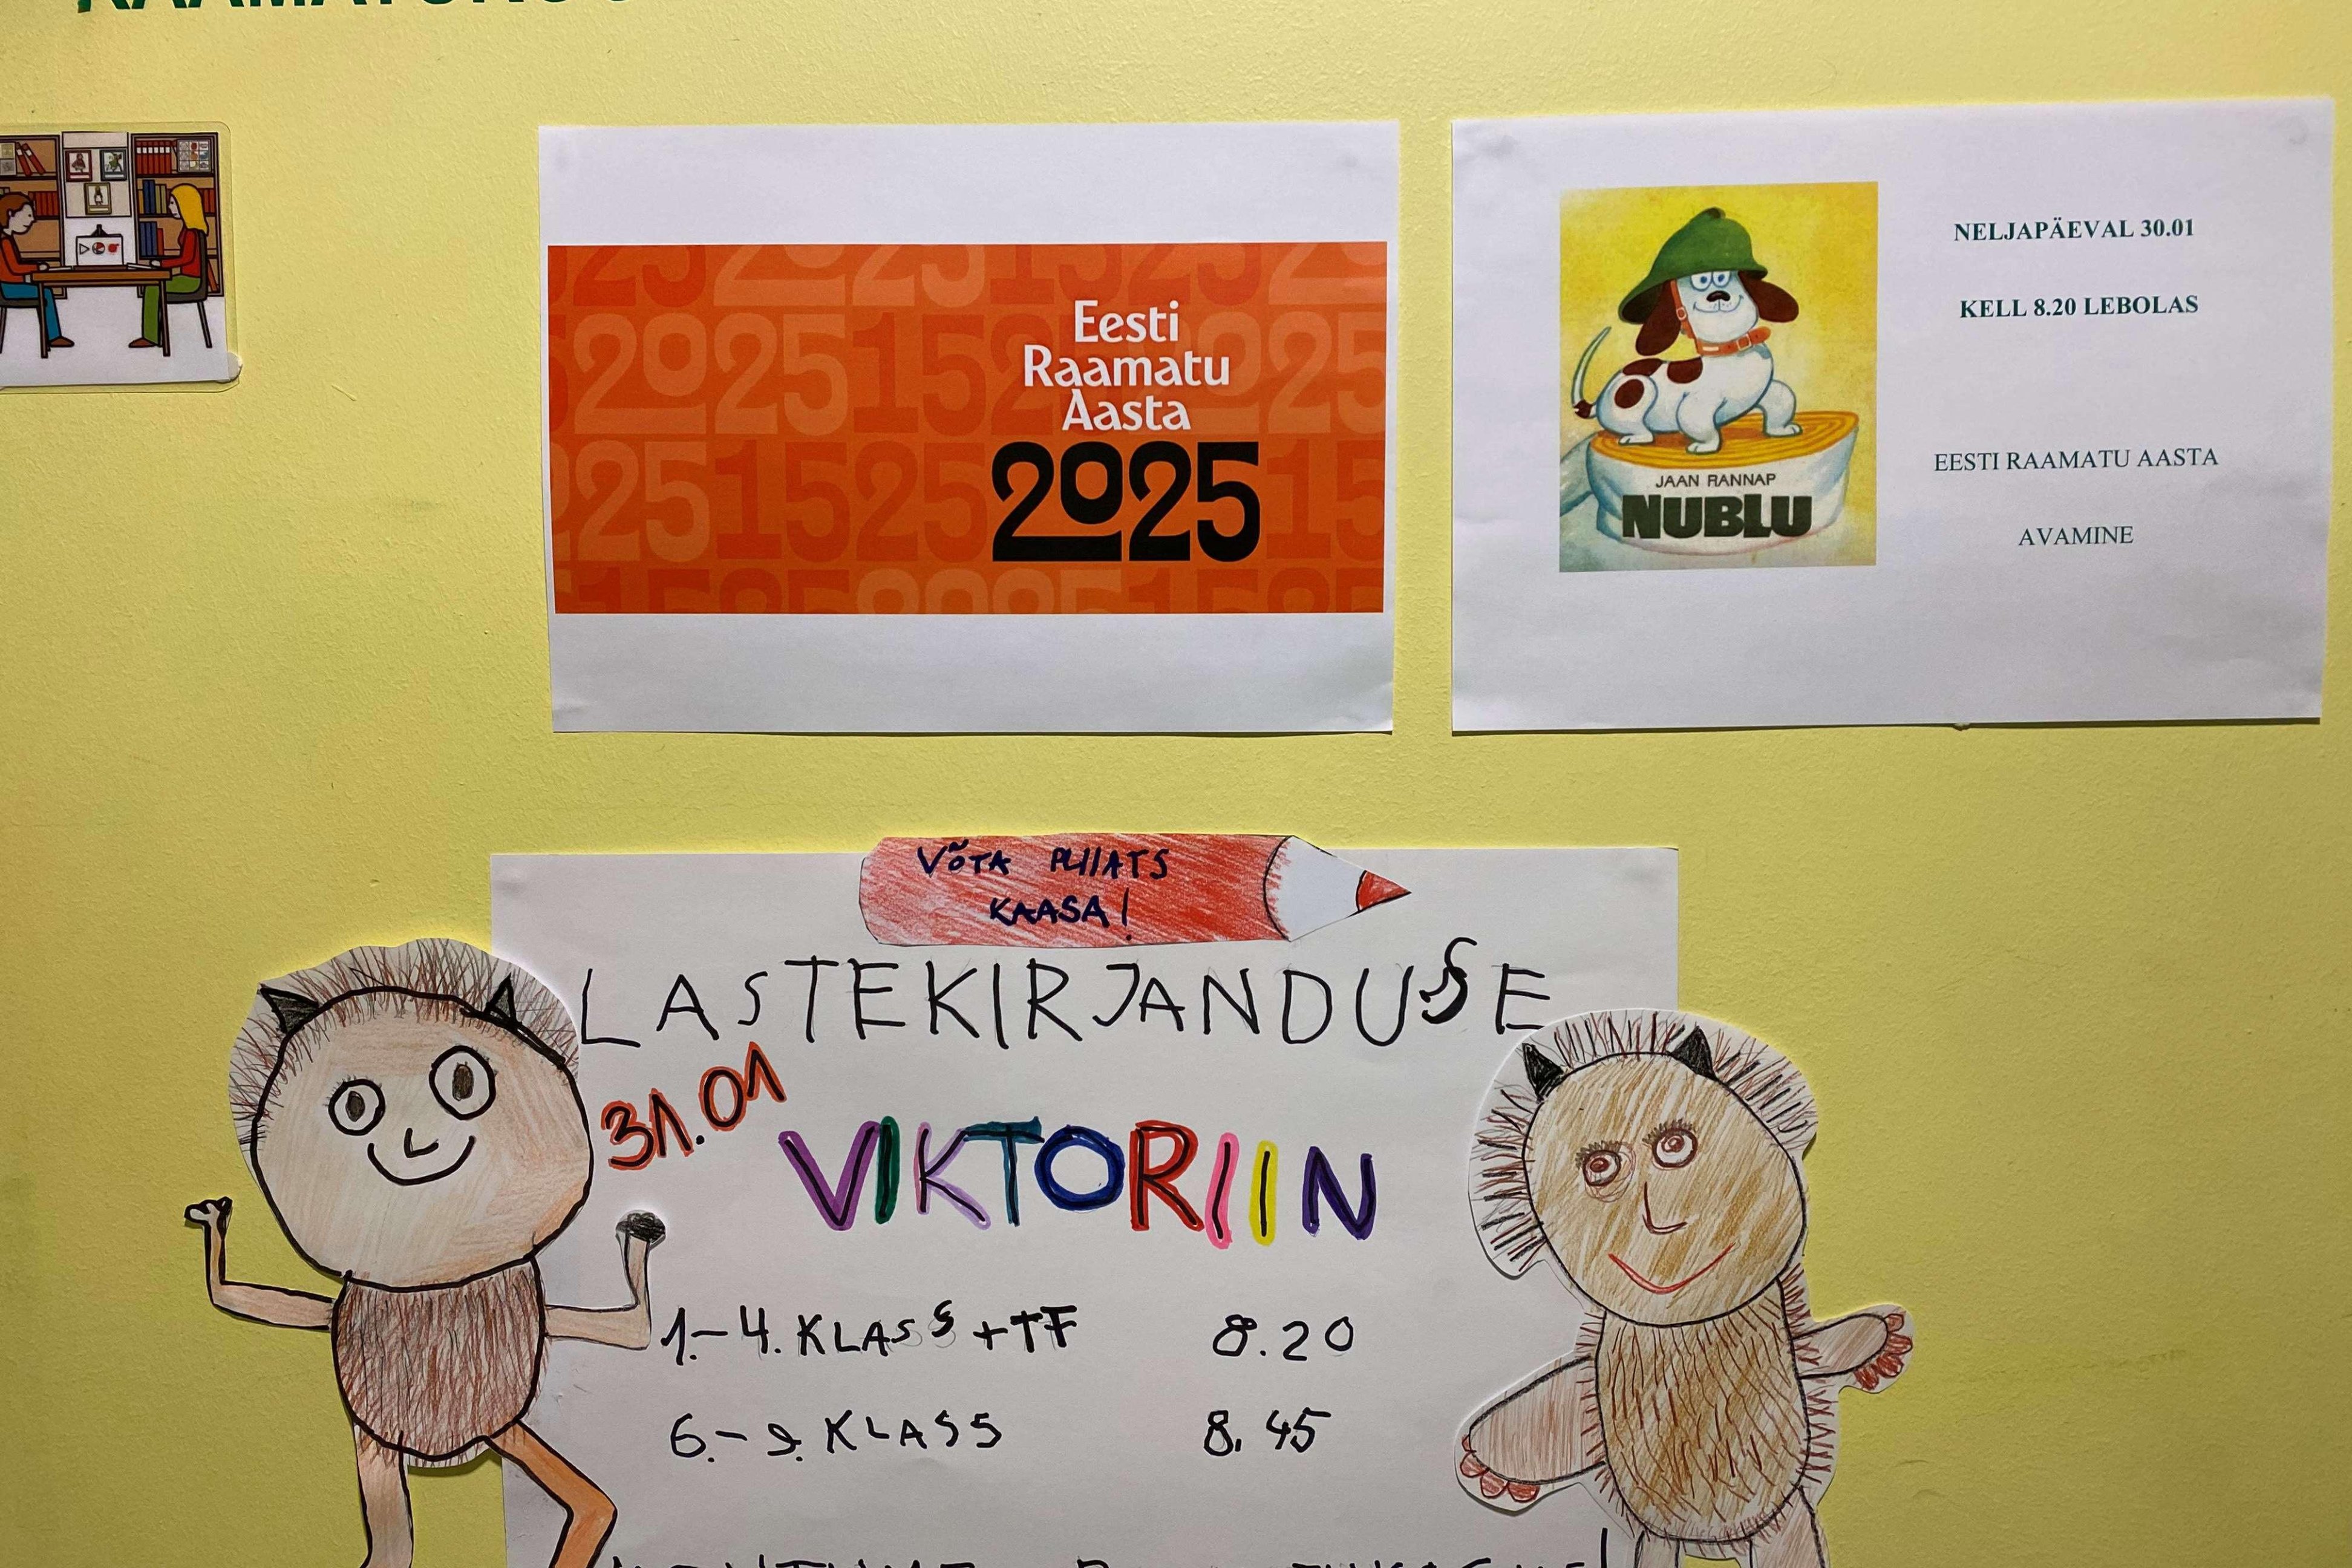 Eesti
Raamatu
Aasta
2025
NELJAPÄEVAL 30.01
KELL 8.20 LEBOLAS
EESTI RAAMATU AASTA
AVAMINE
JAAN RANNAP
NUBLU
VÕTA PLIIATS
KAASA!
LASTEKIRJANDUSE
31.01
VIKTORIIN
1.-4. KLASS +TF 8.20
6.-9. KLASS 8.45